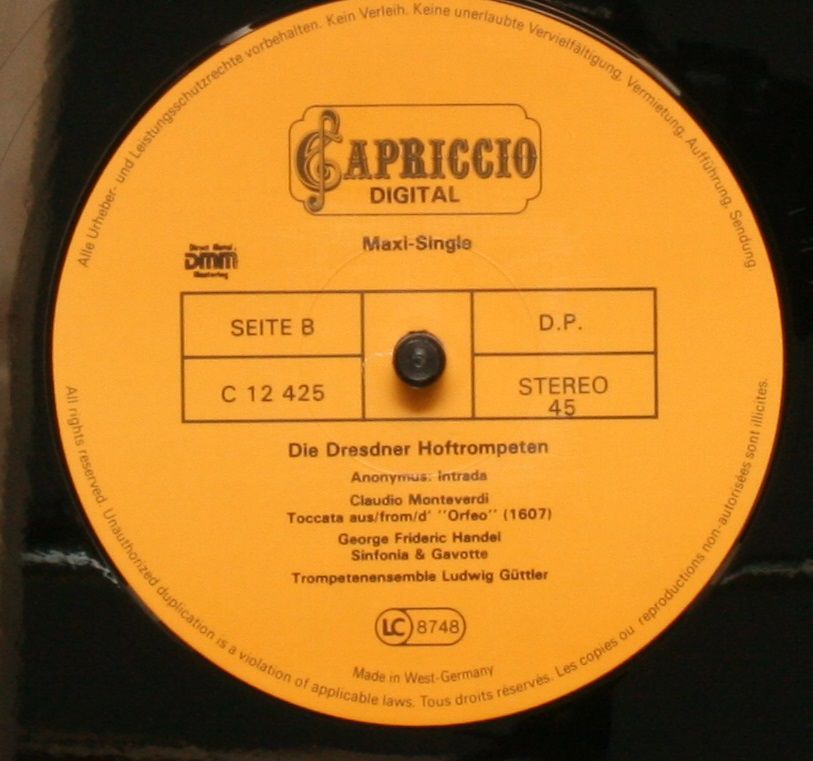 Alle Urheber- und Leistungsschutzrechte vorbehalten. Kein Verleih. Keine unerlaubte Vervielfältigung, Vermietung, Aufführung, Sendung.
CAPRICCIO
DIGITAL
Maxi-Single
Direct Metal
DMM
Mastering
SEITE B
D.P.
C 12 425
STEREO
45
Die Dresdner Hoftrompeten
Anonymus: Intrada
Claudio Monteverdi
Toccata aus/from/d' "Orfeo" (1607)
George Frideric Handel
Sinfonia & Gavotte
Trompetenensemble Ludwig Güttler
LC 8748
Made in West-Germany
All rights reserved. Unauthorized duplication is a violation of applicable laws. Tous droits réservés. Les copies ou reproductions non-autorisées sont illicites.